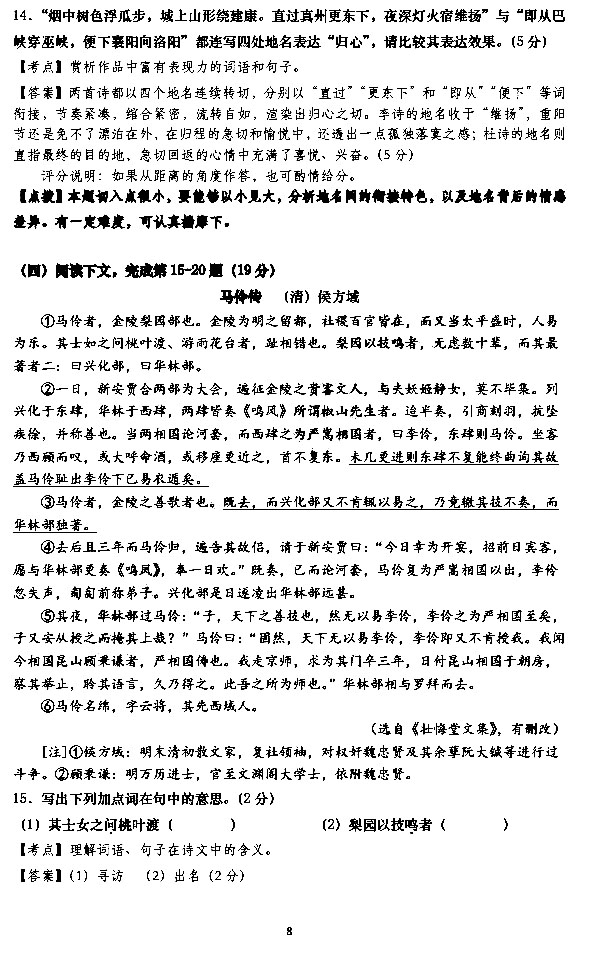 14．“烟中树色浮瓜步，城上山形绕建康。直过真州更东下，夜深灯火宿维扬”与“即从巴
峡穿巫峡，便下襄阳向洛阳”都连写四处地名表达“归心”，请比较其表达效果。(5分)
【考点】赏析作品中富有表现力的词语和句子。
【答案】两首诗都以四个地名连续转切，分别以“直过”“更东下”和“即从”“便下”等词
衔接，节奏紧凑，绾合紧密，流转自如，渲染出归心之切。李诗的地名收于“维扬”，重阳
节还是免不了漂泊在外，在归程的急切和愉悦中，还透出一点孤独落寞之感；杜诗的地名则
直指最终的目的地，急切回返的心情中充满了喜悦、兴奋。(5分)
评分说明：如果从距离的角度作答，也可酌情给分。
【点拨】本题切入点很小，要能够以小见大，分析地名间的衔接特色，以及地名背后的情感
差异。有一定难度，可认真揣摩下。
（四）阅读下文，完成第15-20题（19分）
马伶传 （清）侯方域
①马伶者，金陵梨园部也。金陵为明之留都，社稷百官皆在，而又当太平盛时，人易
为乐。其士女之问桃叶渡、游雨花台者，趾相错也。梨园以技鸣者，无虑数十辈，而其最
著者二：曰兴化部，曰华林部。
②一日，新安贾合两部为大会，遍征金陵之贵客文人，与夫妖姬静女，莫不毕集。列
兴化于东肆，华林于西肆，两肆皆奏《鸣凤》所谓椒山先生者。迨半奏，引商刻羽，抗坠
疾徐，并称善也。当两相国论河套，而西肆之为严嵩相国者，曰李伶，东肆则马伶。坐客
乃西顾而叹，或大呼命酒，或移座更近之，首不复东。未几更进则东肆不复能终曲询其故
盖马伶耻出李伶下已易衣遁矣。
③马伶者，金陵之善歌者也。既去，而兴化部又不肯辄以易之，乃竟辍其技不奏，而
华林部独著。
④去后且三年而马伶归，遍告其故侣，请于新安贾曰：“今日幸为开宴，招前日宾客，
愿与华林部更奏《鸣凤》，奉一日欢。”既奏，已而论河套，马伶复为严嵩相国以出，李伶
忽失声，匍匐前称弟子。兴化部是日遂凌出华林部远甚。
⑤其夜，华林部过马伶：“子，天下之善技也，然无以易李伶，李伶之为严相国至矣，
子又安从授之而掩其上哉？”马伶曰：“固然，天下无以易李伶，李伶即又不肯授我。我闻
今相国昆山顾秉谦者，严相国俦也。我走京师，求为其门卒三年，日侍昆山相国于朝房，
察其举止，聆其语言，久乃得之。此吾之所为师也。”华林部相与罗拜而去。
⑥马伶名锦，字云将，其先西域人。
（选自《壮悔堂文集》，有删改）
[注]①侯方域：明末清初散文家，复社领袖，对权奸魏忠贤及其余孽阮大铖等进行过
斗争。②顾秉谦：明万历进士，官至文渊阁大学士，依附魏忠贤。
15．写出下列加点词在句中的意思。(2分)
（1）其士女之问桃叶渡（ ） （2）梨园以技鸣者（ ）
【考点】理解词语、句子在诗文中的含义。
【答案】(1）寻访 （2）出名(2分)
8